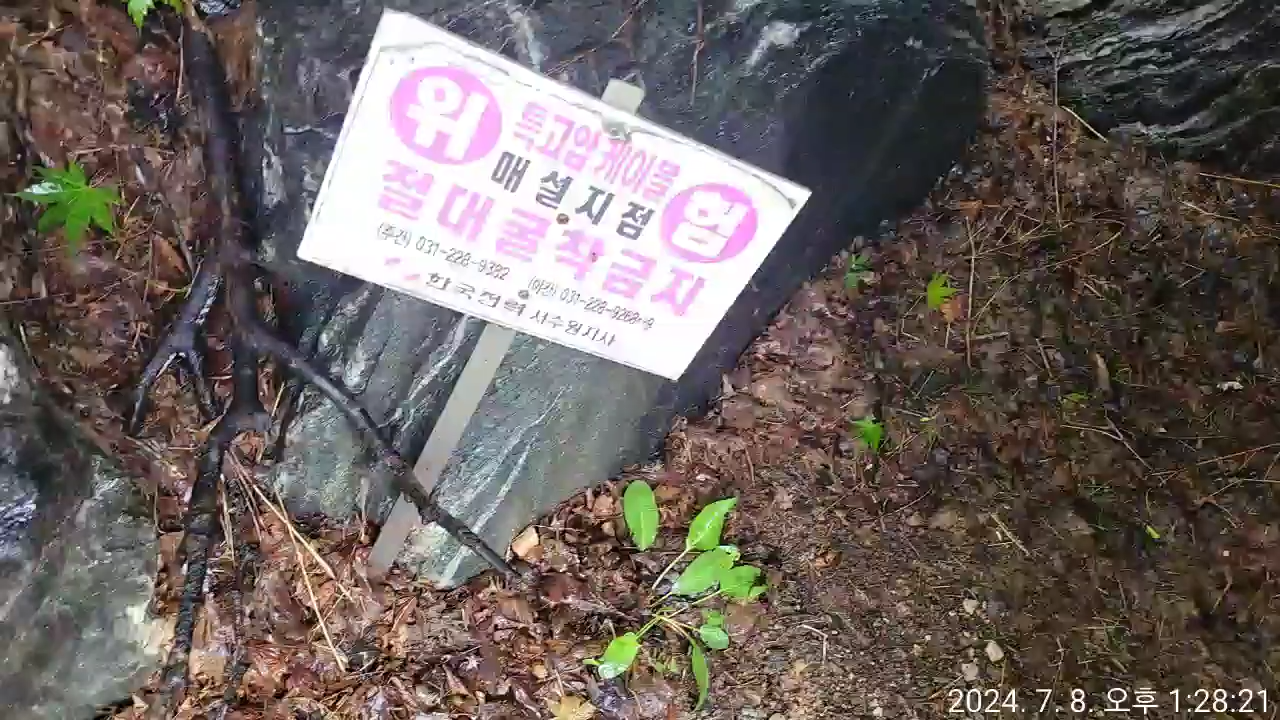 위 험
특고압 케이블
매설지점
절대굴착금지
(주간) 031-228-9382 (야간) 031-228-9268~9
한국전력 서수원지사
2024. 7. 8. 오후 1:28:21